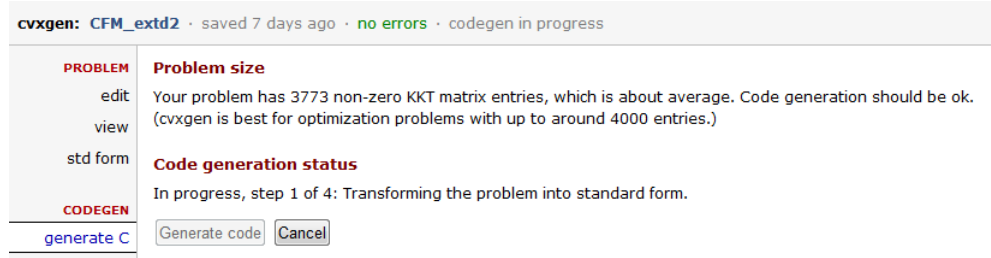 cvxgen: CFM_extd2 · saved 7 days ago · no errors · codegen in progress
PROBLEM
edit
view
std form
CODEGEN
generate C
Problem size
Your problem has 3773 non-zero KKT matrix entries, which is about average. Code generation should be ok.
(cvxgen is best for optimization problems with up to around 4000 entries.)
Code generation status
In progress, step 1 of 4: Transforming the problem into standard form.
Generate code Cancel